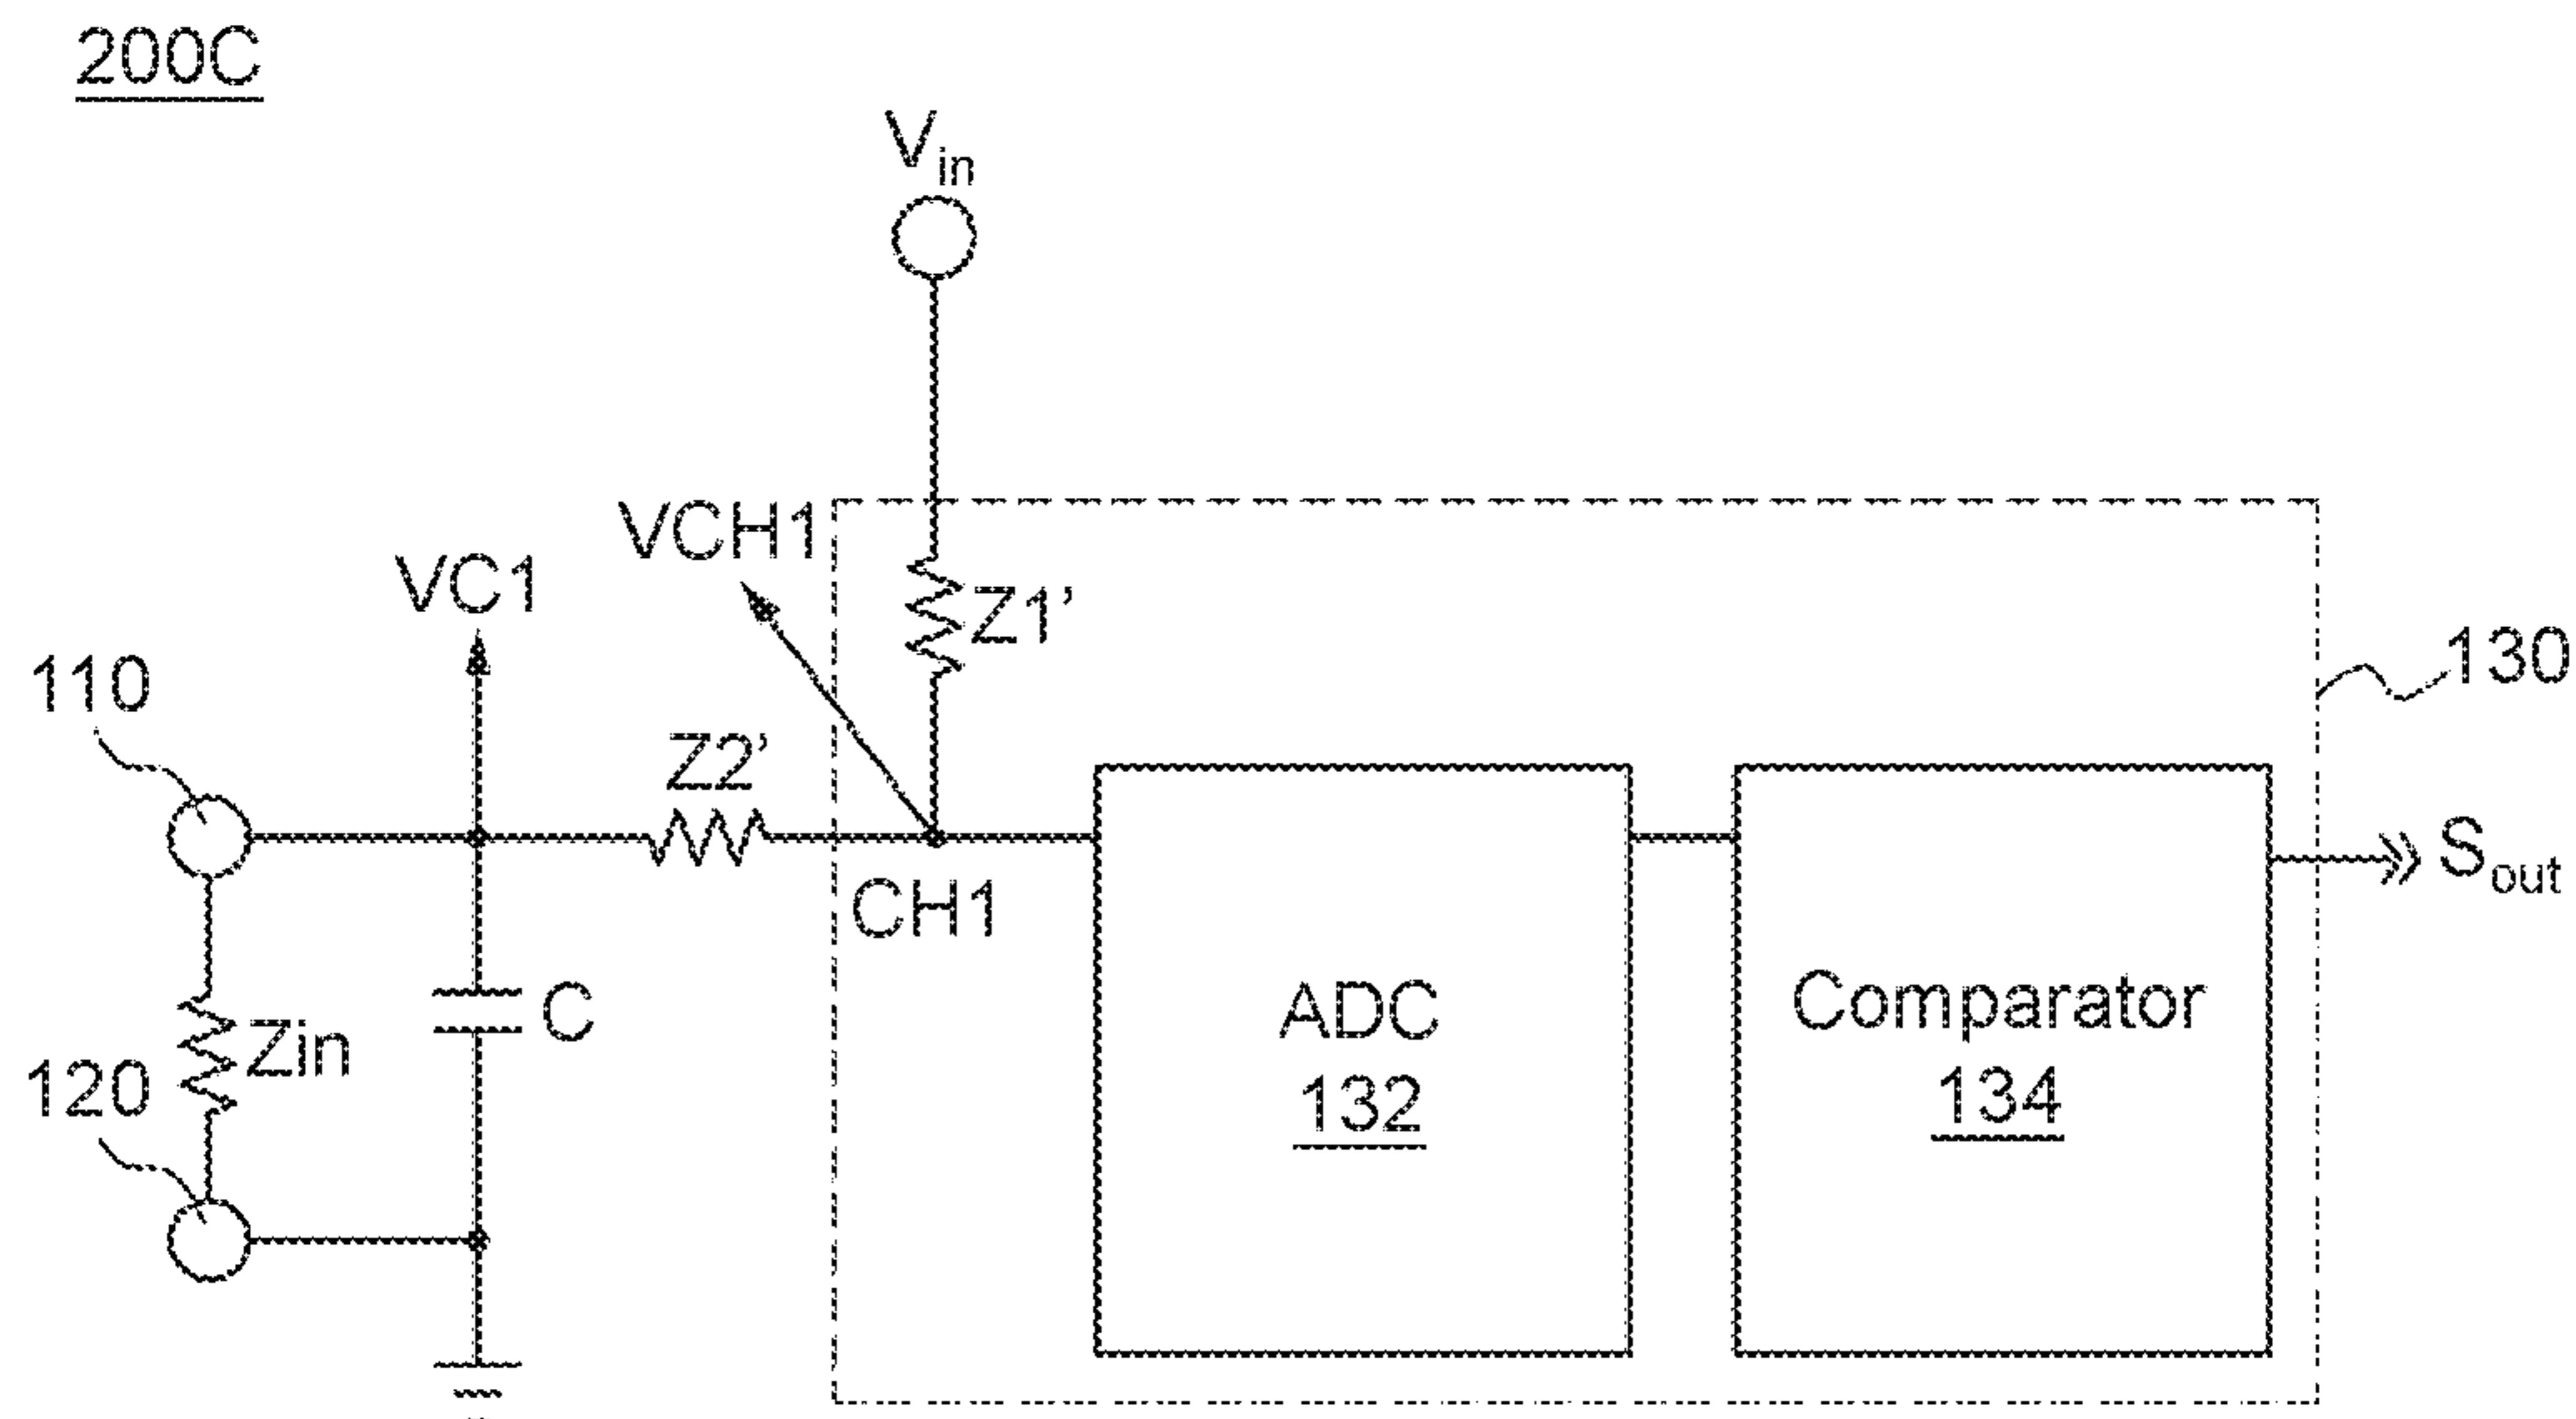 200C
Vin
VCH1
VC1
Z1’
110
130
Z2’
Sout
CH1
ADC
132
Comparator
134
C
Zin
120